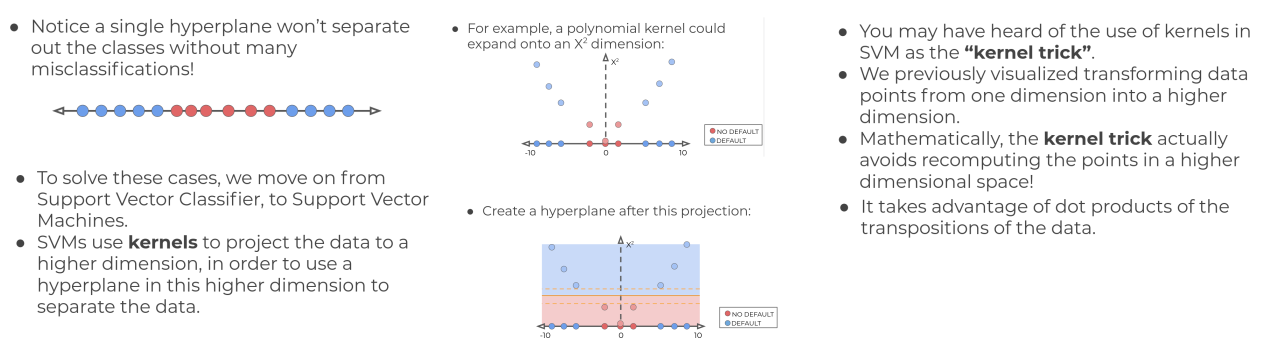 ● Notice a single hyperplane won’t separate
out the classes without many
misclassifications!
● To solve these cases, we move on from
Support Vector Classifier, to Support Vector
Machines.
● SVMs use kernels to project the data to a
higher dimension, in order to use a
hyperplane in this higher dimension to
separate the data.
● For example, a polynomial kernel could
expand onto an X² dimension:
X²
NO DEFAULT
DEFAULT
-10 0 10
● Create a hyperplane after this projection:
X²
NO DEFAULT
DEFAULT
-10 0 10
● You may have heard of the use of kernels in
SVM as the “kernel trick”.
● We previously visualized transforming data
points from one dimension into a higher
dimension.
● Mathematically, the kernel trick actually
avoids recomputing the points in a higher
dimensional space!
● It takes advantage of dot products of the
transpositions of the data.